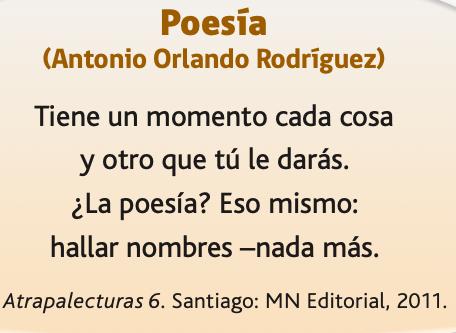 Poesía
(Antonio Orlando Rodríguez)
Tiene un momento cada cosa
y otro que tú le darás.
¿La poesía? Eso mismo:
hallar nombres –nada más.
Atrapalecturas 6. Santiago: MN Editorial, 2011.